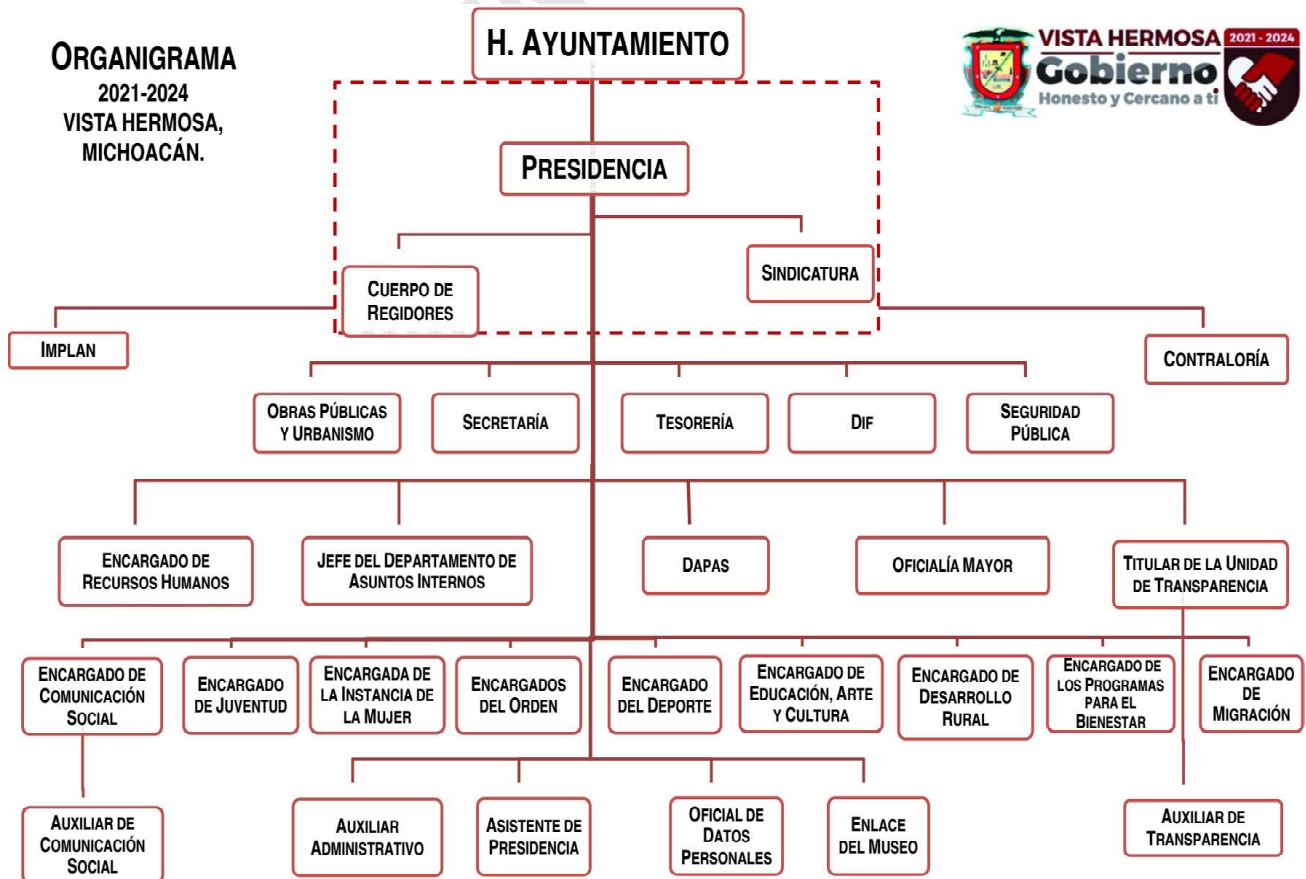 ORGANIGRAMA
2021-2024
VISTA HERMOSA,
MICHOACÁN.
H. AYUNTAMIENTO
VISTA HERMOSA 2021 - 2024
Gobierno
Honesto y Cercano a ti
PRESIDENCIA
CUERPO DE
REGIDORES
SINDICATURA
IMPLAN
CONTRALORÍA
OBRAS PÚBLICAS
Y URBANISMO
SECRETARÍA
TESORERÍA
DIF
SEGURIDAD
PÚBLICA
ENCARGADO DE
RECURSOS HUMANOS
JEFE DEL DEPARTAMENTO DE
ASUNTOS INTERNOS
DAPAS
OFICIALÍA MAYOR
TITULAR DE LA UNIDAD
DE TRANSPARENCIA
ENCARGADO DE
COMUNICACIÓN
SOCIAL
ENCARGADO
DE JUVENTUD
ENCARGADA DE
LA INSTANCIA DE
LA MUJER
ENCARGADOS
DEL ORDEN
ENCARGADO
DEL DEPORTE
ENCARGADO DE
EDUCACIÓN, ARTE
Y CULTURA
ENCARGADO DE
DESARROLLO
RURAL
ENCARGADO DE
LOS PROGRAMAS
PARA EL
BIENESTAR
ENCARGADO
DE
MIGRACIÓN
AUXILIAR DE
COMUNICACIÓN
SOCIAL
AUXILIAR
ADMINISTRATIVO
ASISTENTE DE
PRESIDENCIA
OFICIAL DE
DATOS
PERSONALES
ENLACE
DEL MUSEO
AUXILIAR DE
TRANSPARENCIA